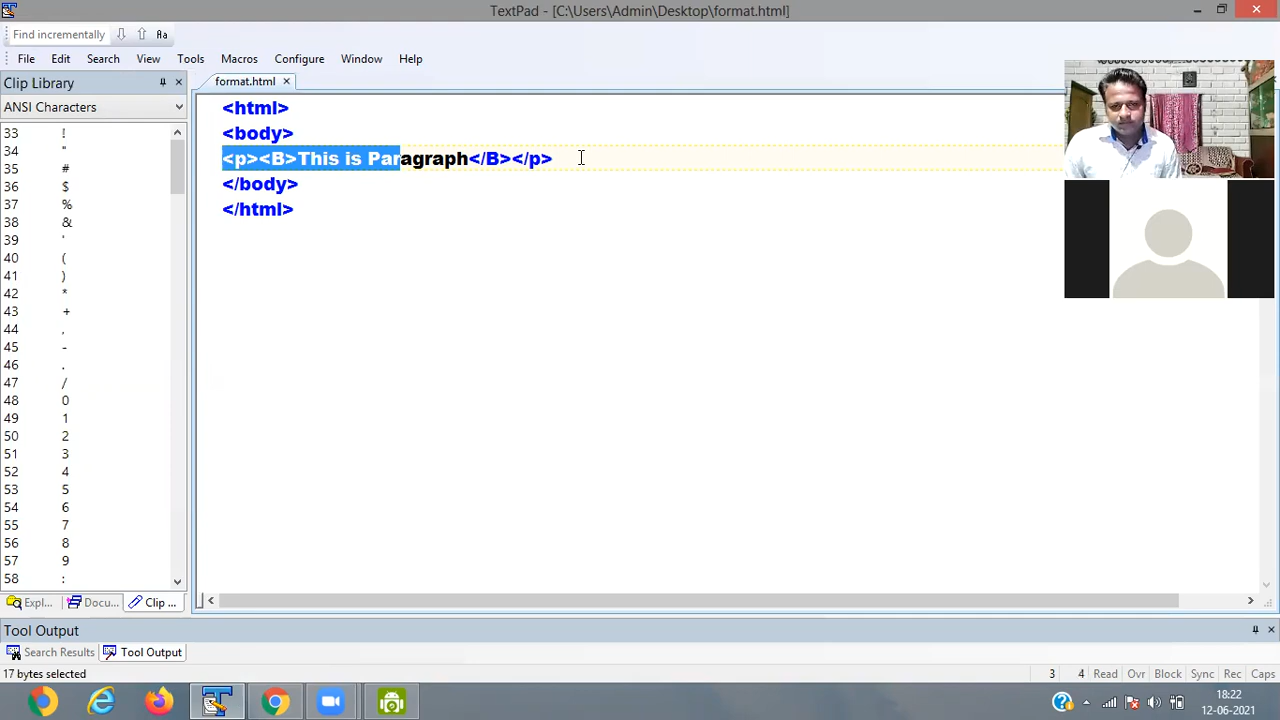 TextPad - [C:\Users\Admin\Desktop\format.html]
Find incrementally
Aa
File Edit Search View Tools Macros Configure Window Help
Clip Library
format.html
ANSI Characters
33 !
34 "
35 #
36 $
37 %
38 &
39 '
40 (
41 )
42 *
43 +
44 ,
45 -
46 .
47 /
48 0
49 1
50 2
51 3
52 4
53 5
54 6
55 7
56 8
57 9
58 :
<html>
<body>
<p><B>This is Paragraph</B></p>
</body>
</html>
Expl... Docu... Clip ...
Tool Output
Search Results Tool Output
17 bytes selected
3 4 Read Ovr Block Sync Rec Caps
18:22
12-06-2021